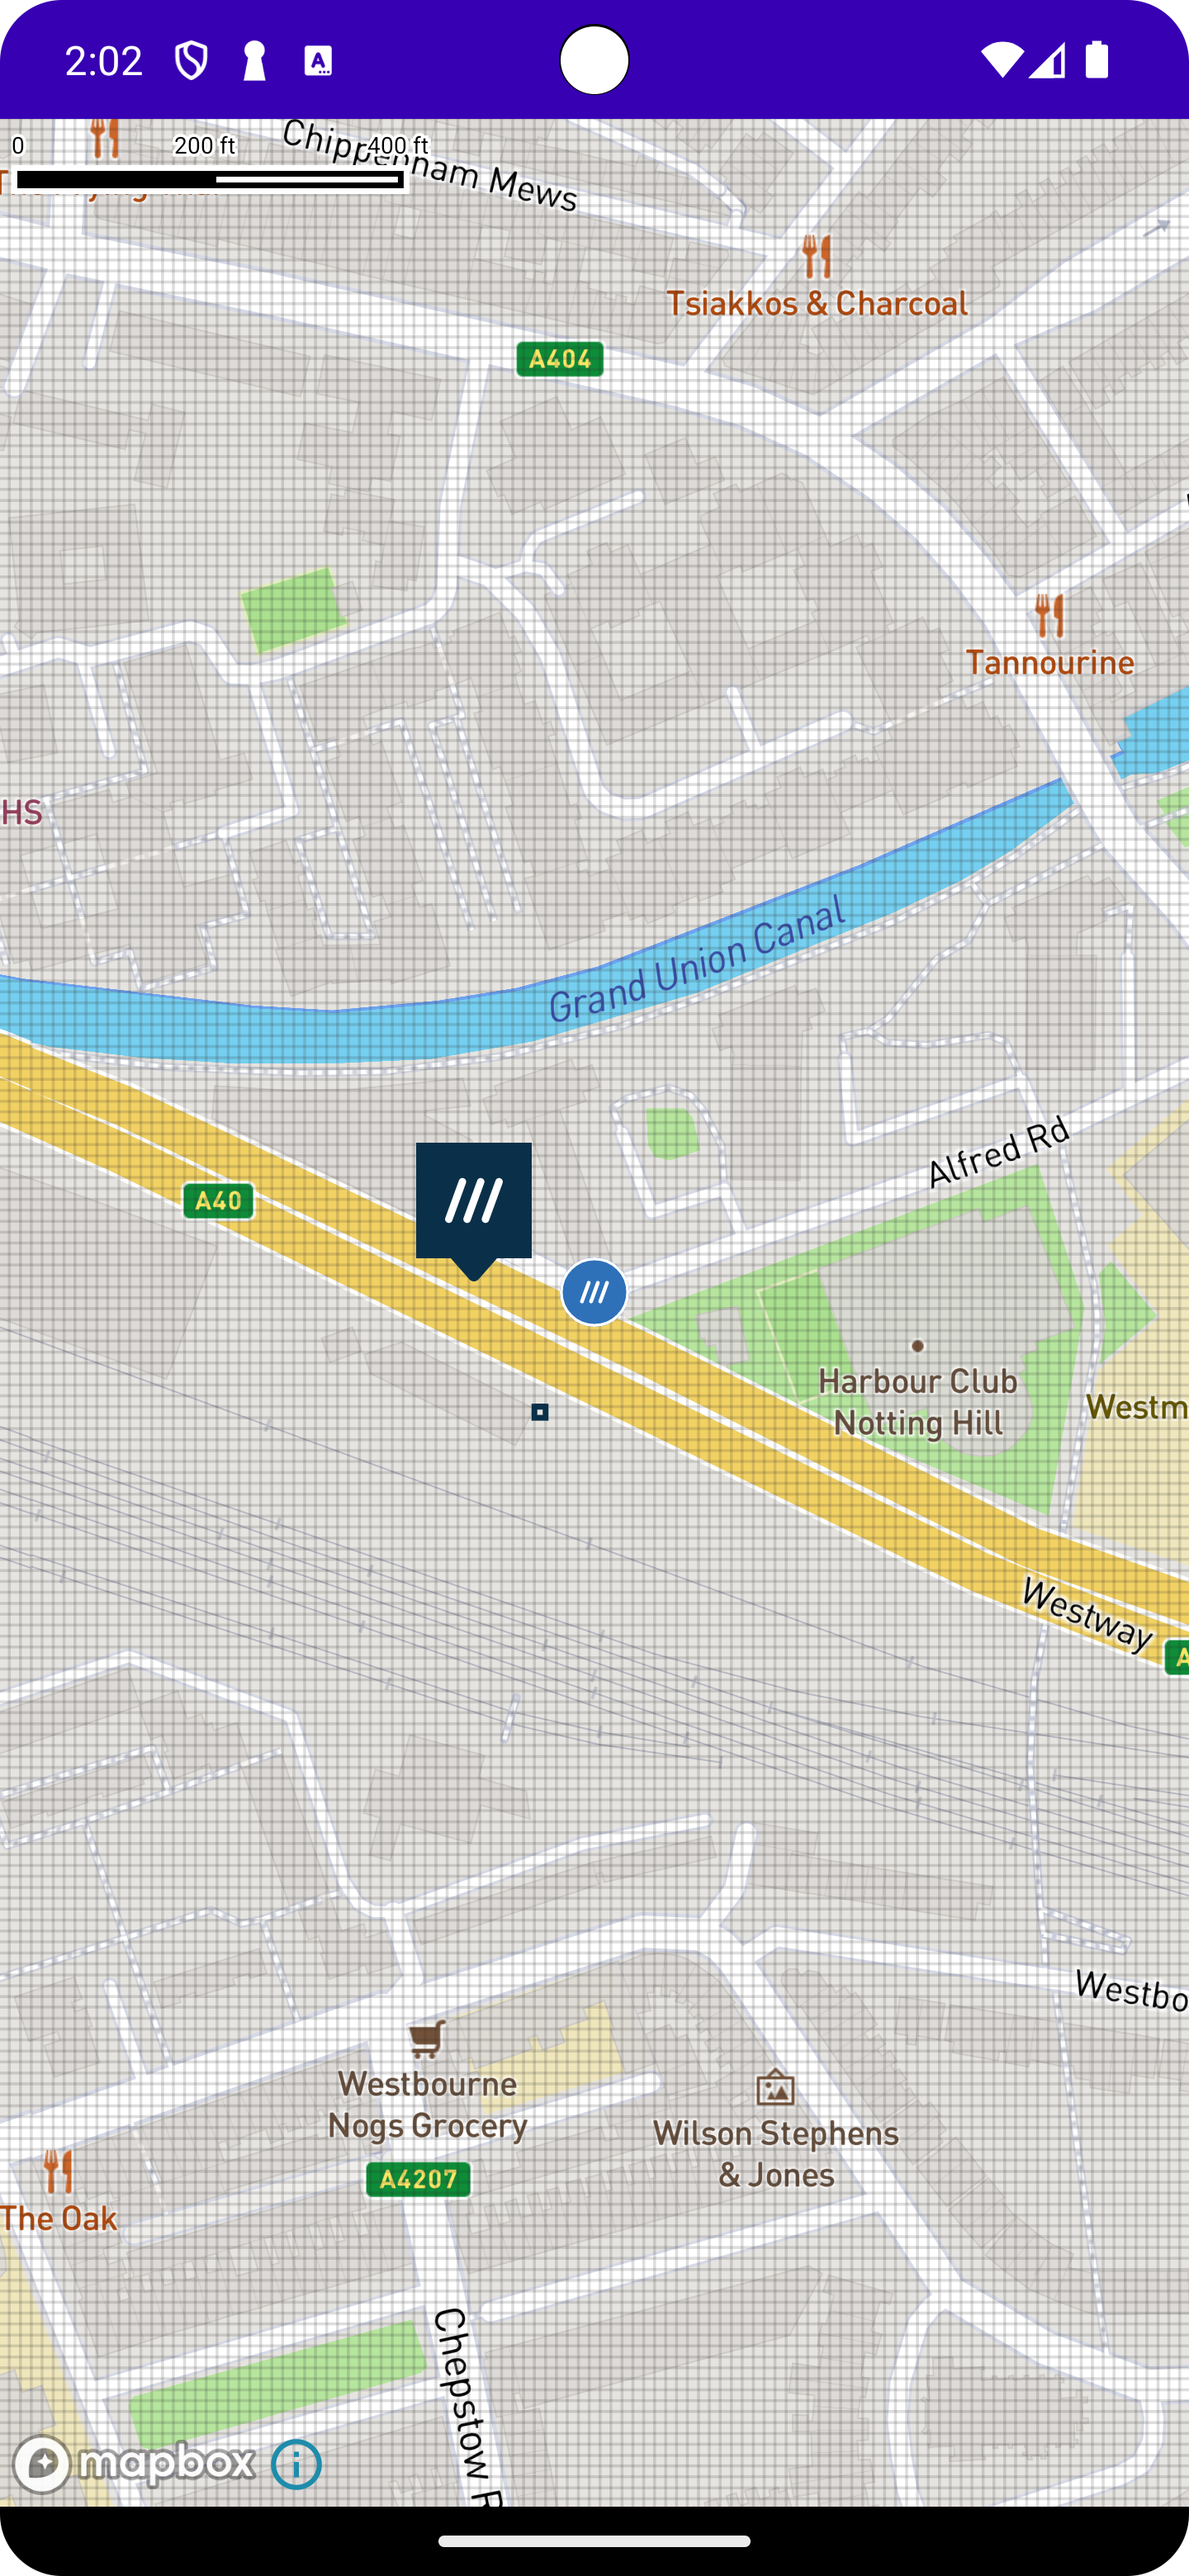 2:02
A
0 200 ft 400 ft
Chippenham Mews
Tsiakkos & Charcoal
A404
Tannourine
HS
Grand Union Canal
Alfred Rd
A40
Harbour Club
Notting Hill
Westm
Westway
A
Westbo
Westbourne
Nogs Grocery
Wilson Stephens
& Jones
A4207
The Oak
Chepstow R
mapbox
i